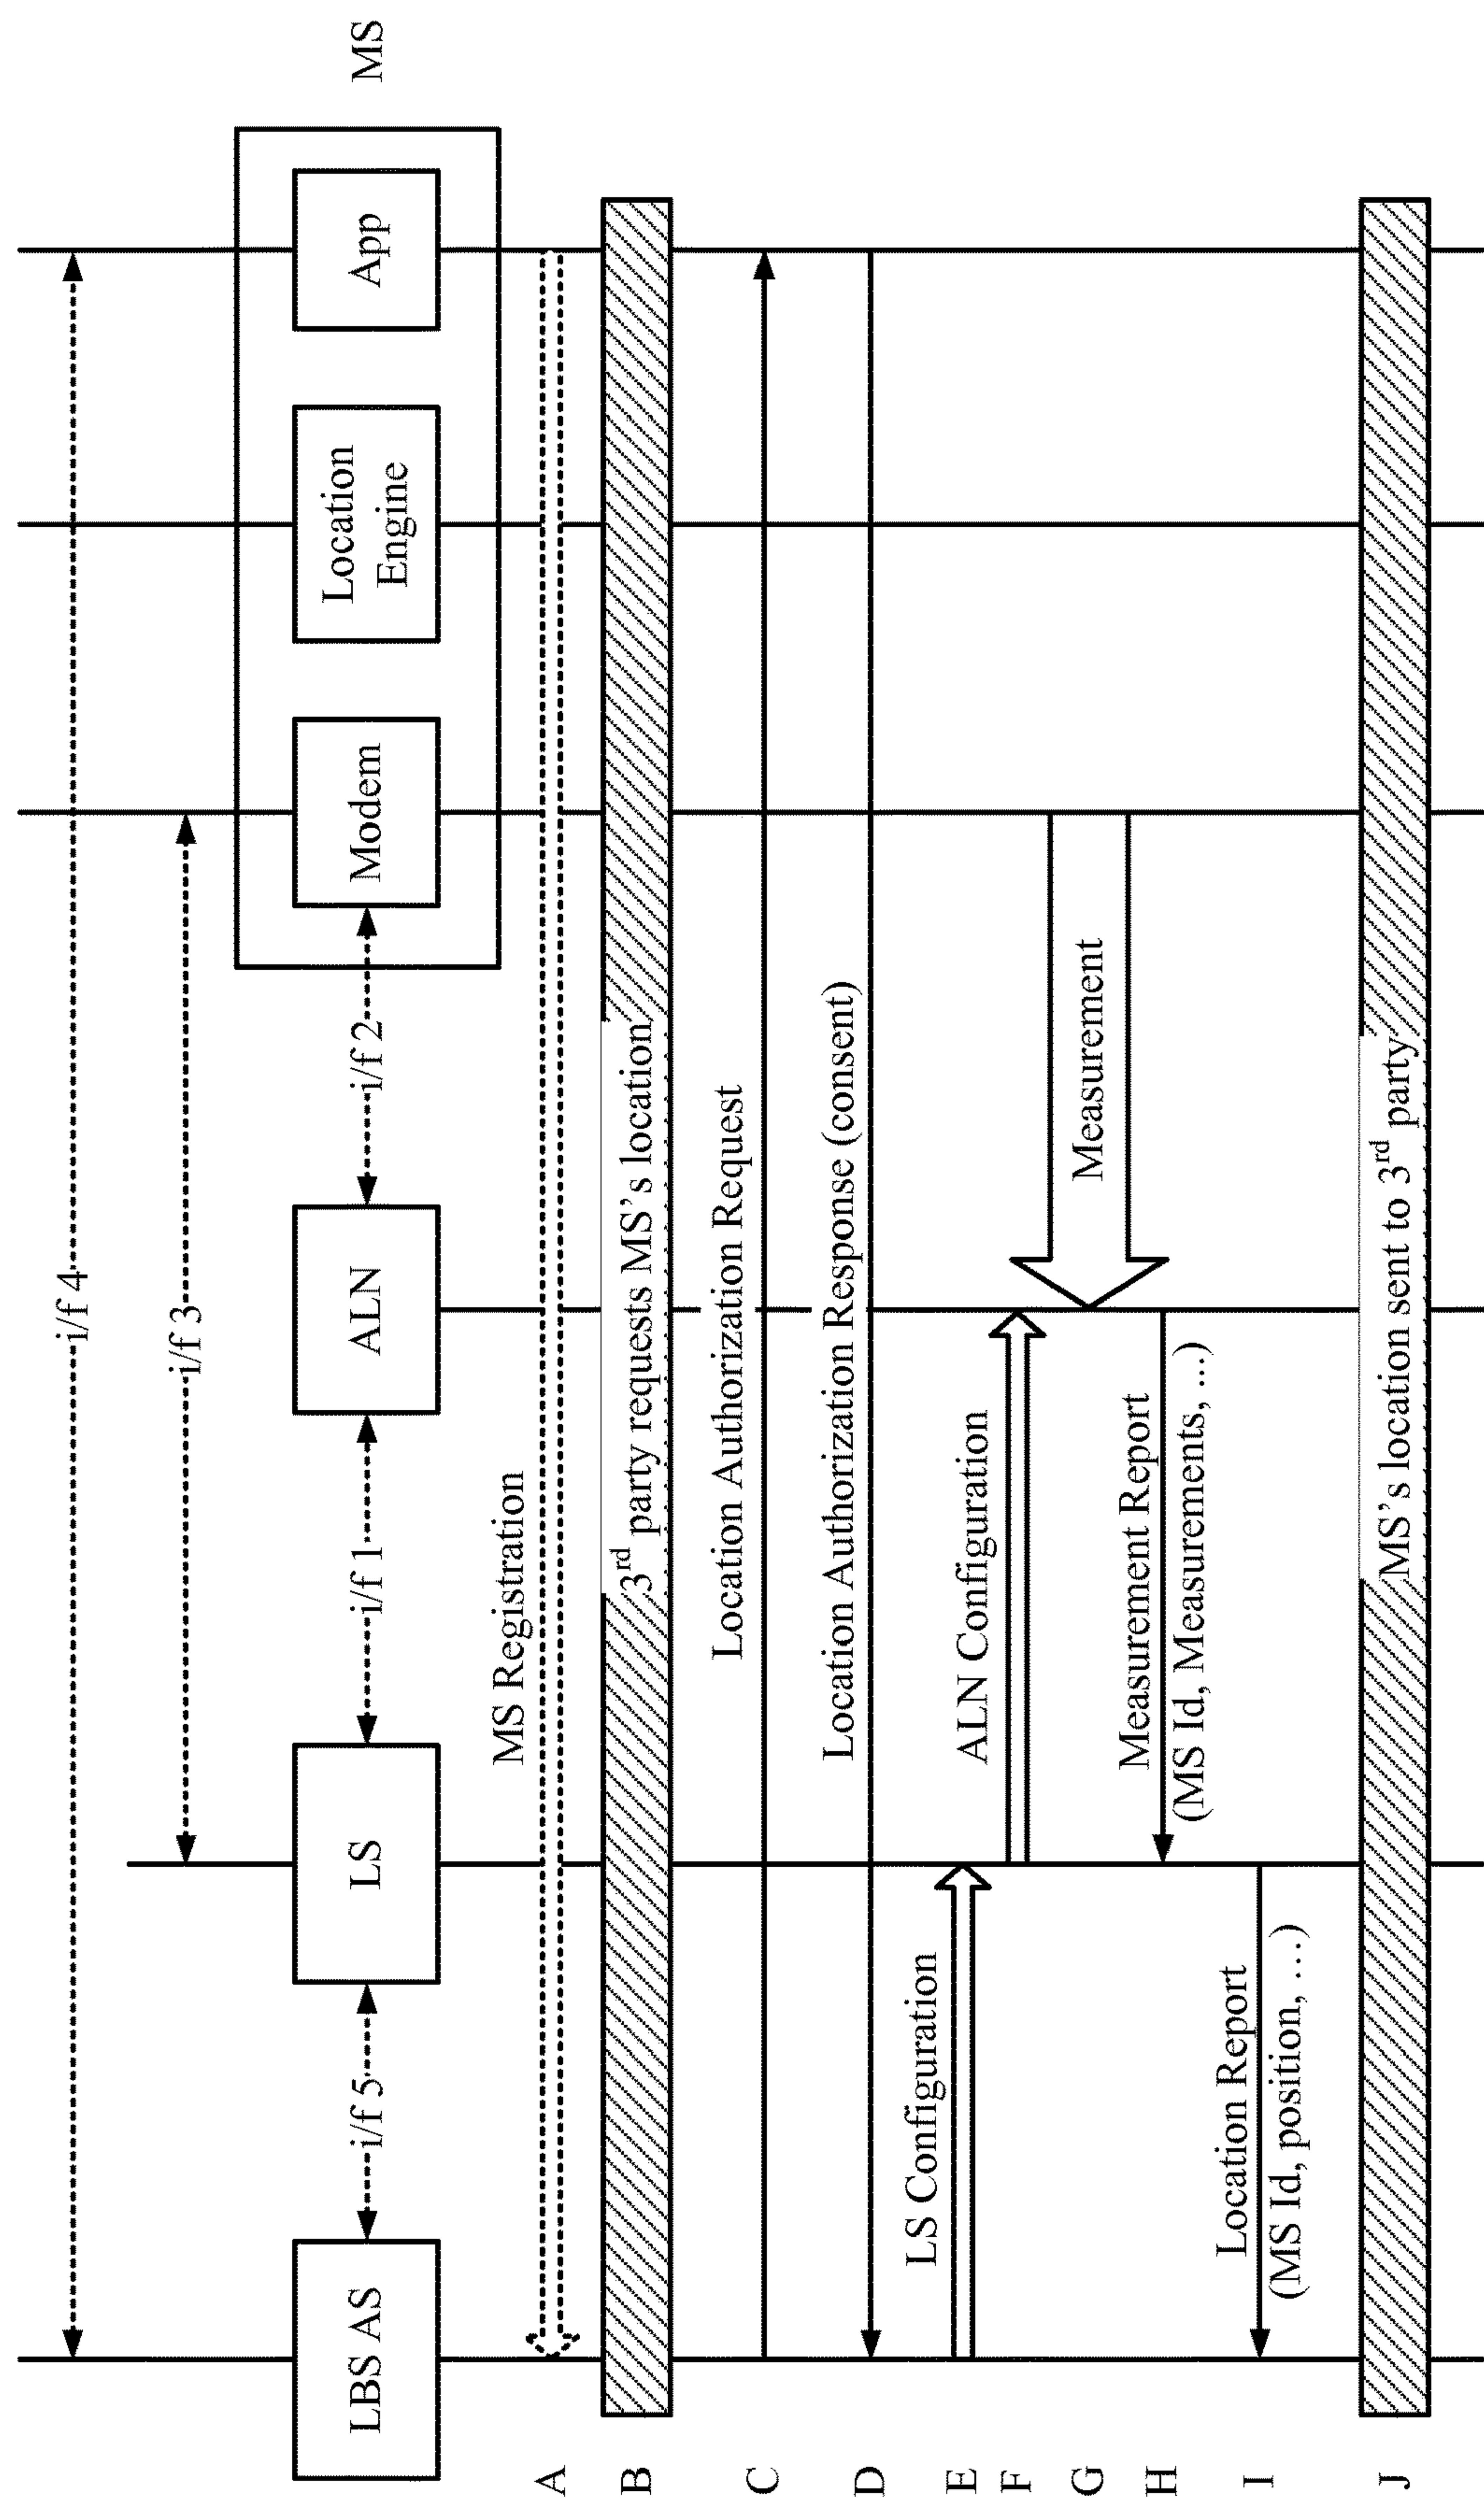 i/f 4
i/f 3
LBS AS
i/f 5
LS
i/f 1
ALN
i/f 2
Modem
Location
Engine
App
MS
A
MS Registration
B
3rd party requests MS's location
C
Location Authorization Request
D
Location Authorization Response (consent)
E
LS Configuration
F
ALN Configuration
G
Measurement
H
Measurement Report
(MS Id, Measurements, ...)
I
Location Report
(MS Id, position, ...)
J
MS's location sent to 3rd party